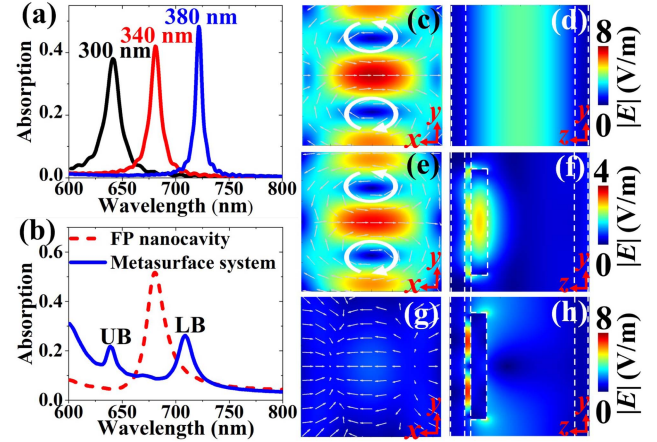 (a)
380 nm
340 nm
300 nm
Absorption
0.4
0.2
0.0
600 650 700 750 800
Wavelength (nm)
(b)
FP nanocavity
Metasurface system
Absorption
0.6
0.4
0.2
0.0
UB
LB
600 650 700 750 800
Wavelength (nm)
(c)
y
x
(d)
y
z
8
0
|E| (V/m)
(e)
y
x
(f)
y
z
4
0
|E| (V/m)
(g)
y
x
(h)
y
z
8
0
|E| (V/m)